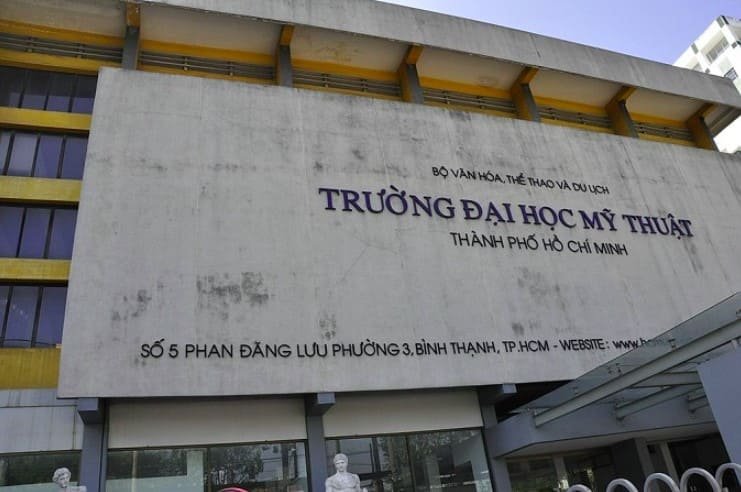 BỘ VĂN HÓA, THỂ THAO VÀ DU LỊCH
TRƯỜNG ĐẠI HỌC MỸ THUẬT
THÀNH PHỐ HỒ CHÍ MINH
SỐ 5 PHAN ĐĂNG LƯU PHƯỜNG 3, BÌNH THẠNH, TP.HCM - WEBSITE :